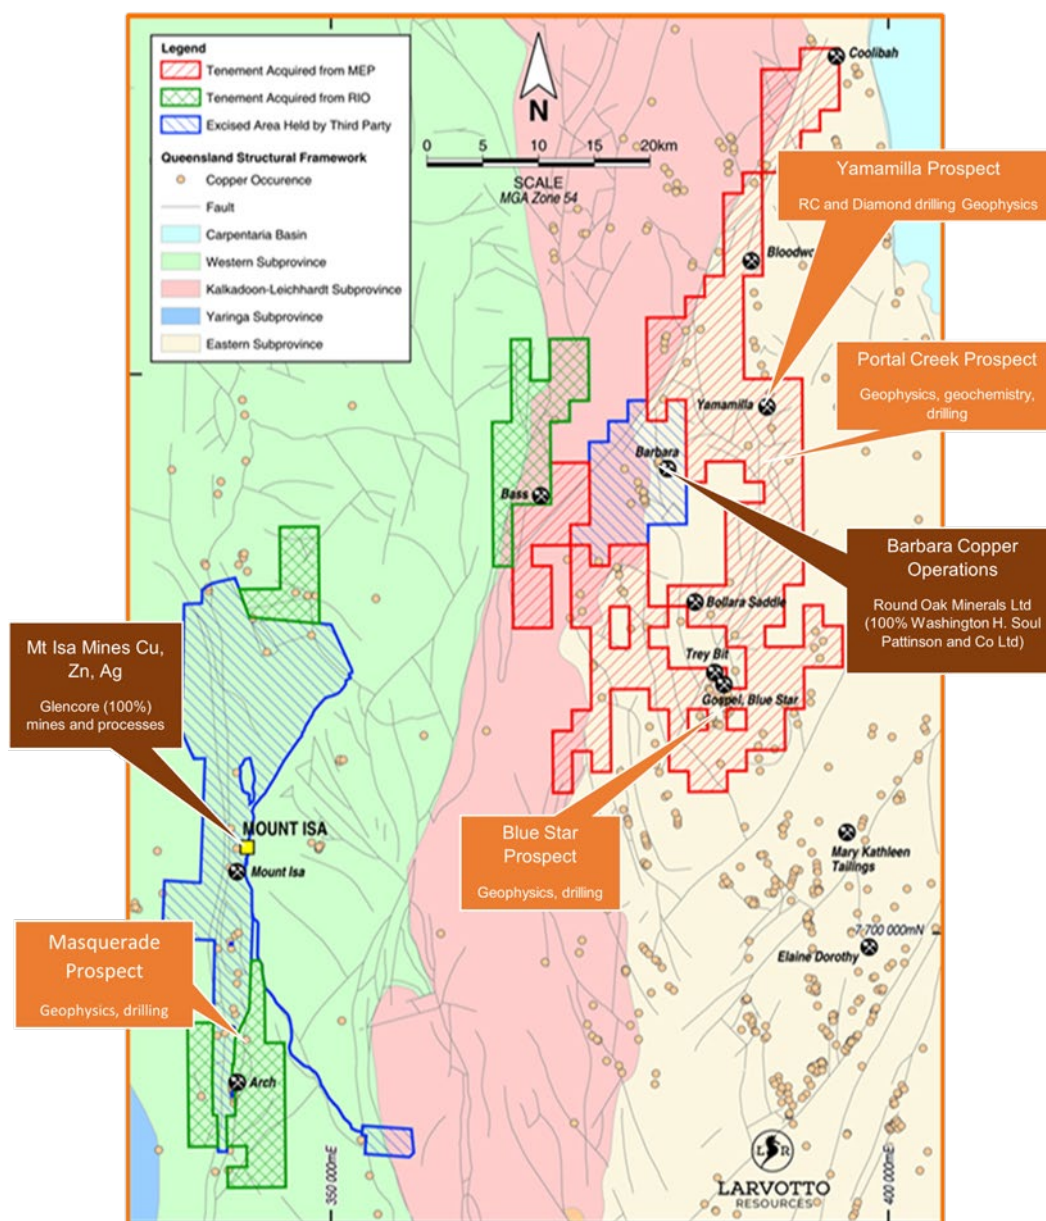 Legend
Tenement Acquired from MEP
Tenement Acquired from RIO
Excised Area Held by Third Party
Queensland Structural Framework
Copper Occurence
Fault
Carpentaria Basin
Western Subprovince
Kalkadoon-Leichhardt Subprovince
Yaringa Subprovince
Eastern Subprovince
N
0 5 10 15 20km
SCALE
MGA Zone 54
Coolibah
Yamamilla Prospect
RC and Diamond drilling Geophysics
Portal Creek Prospect
Geophysics, geochemistry,
drilling
Yamamilla
Barbara
Bass
Barbara Copper
Operations
Round Oak Minerals Ltd
(100% Washington H. Soul
Pattinson and Co Ltd)
Bollara Saddle
Trey Bit
Gospel, Blue Star
Mt Isa Mines Cu,
Zn, Ag
Glencore (100%)
mines and processes
MOUNT ISA
Mount Isa
Blue Star
Prospect
Geophysics, drilling
Mary Kathleen
Tailings
7 700 000mN
Elaine Dorothy
Masquerade
Prospect
Geophysics, drilling
Arch
350 000mE
400 000mE
LR
LARVOTTO
RESOURCES